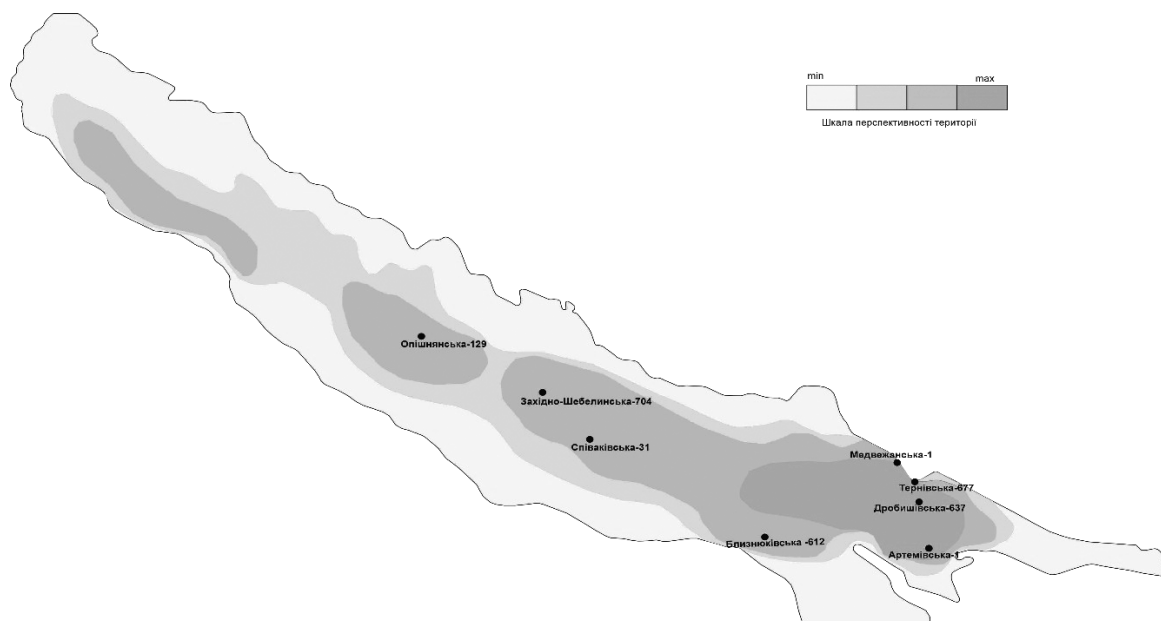 min max
Шкала перспективності території
Опішнянська-129
Західно-Шебелинська-704
Співаківська-31
Медвежанська-1
Тернівська-677
Дробишівська-637
Близнюківська -612
Артемівська-1